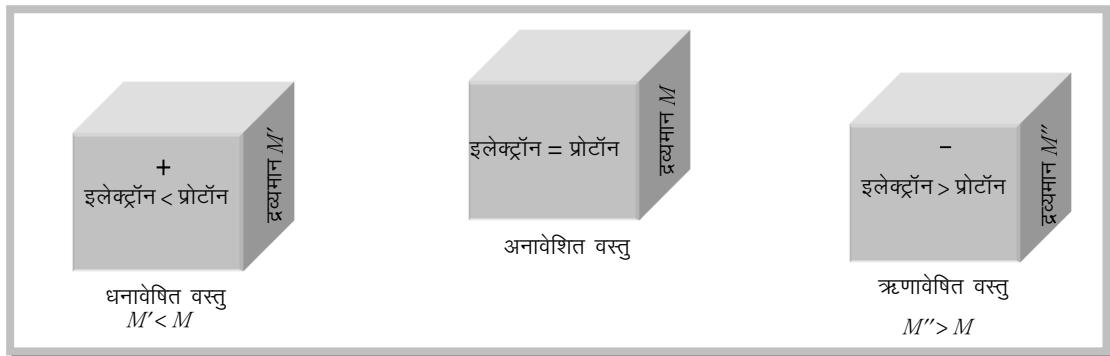 +
इलेक्ट्रॉन < प्रोटॉन
द्रव्यमान M′
धनावेषित वस्तु
M′< M
इलेक्ट्रॉन = प्रोटॉन
द्रव्यमान M
अनावेशित वस्तु
–
इलेक्ट्रॉन > प्रोटॉन
द्रव्यमान M″
ऋणावेषित वस्तु
M″> M